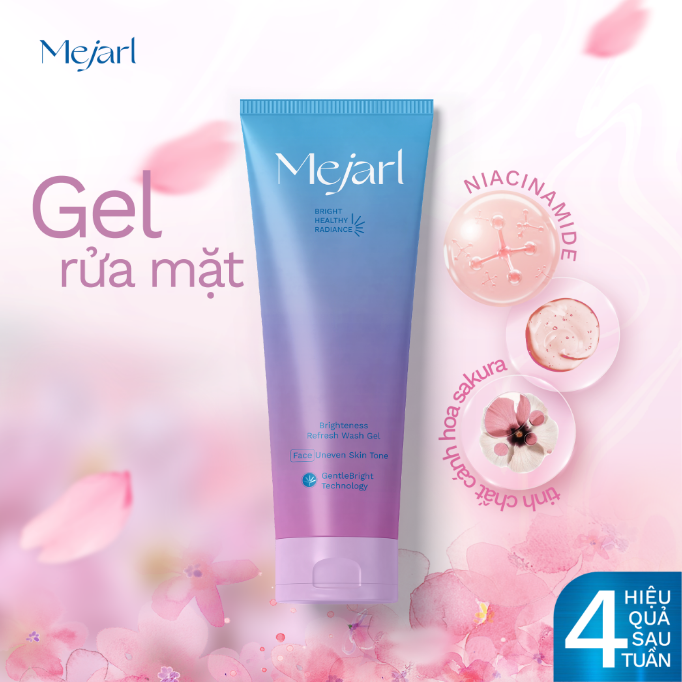 Mejarl
Gel
rửa mặt
Mejarl
BRIGHT
HEALTHY
RADIANCE
Brighteness
Refresh Wash Gel
Face Uneven Skin Tone
GentleBright
Technology
NIACINAMIDE
tinh chất cánh hoa sakura
4
HIỆU
QUẢ
SAU
TUẦN